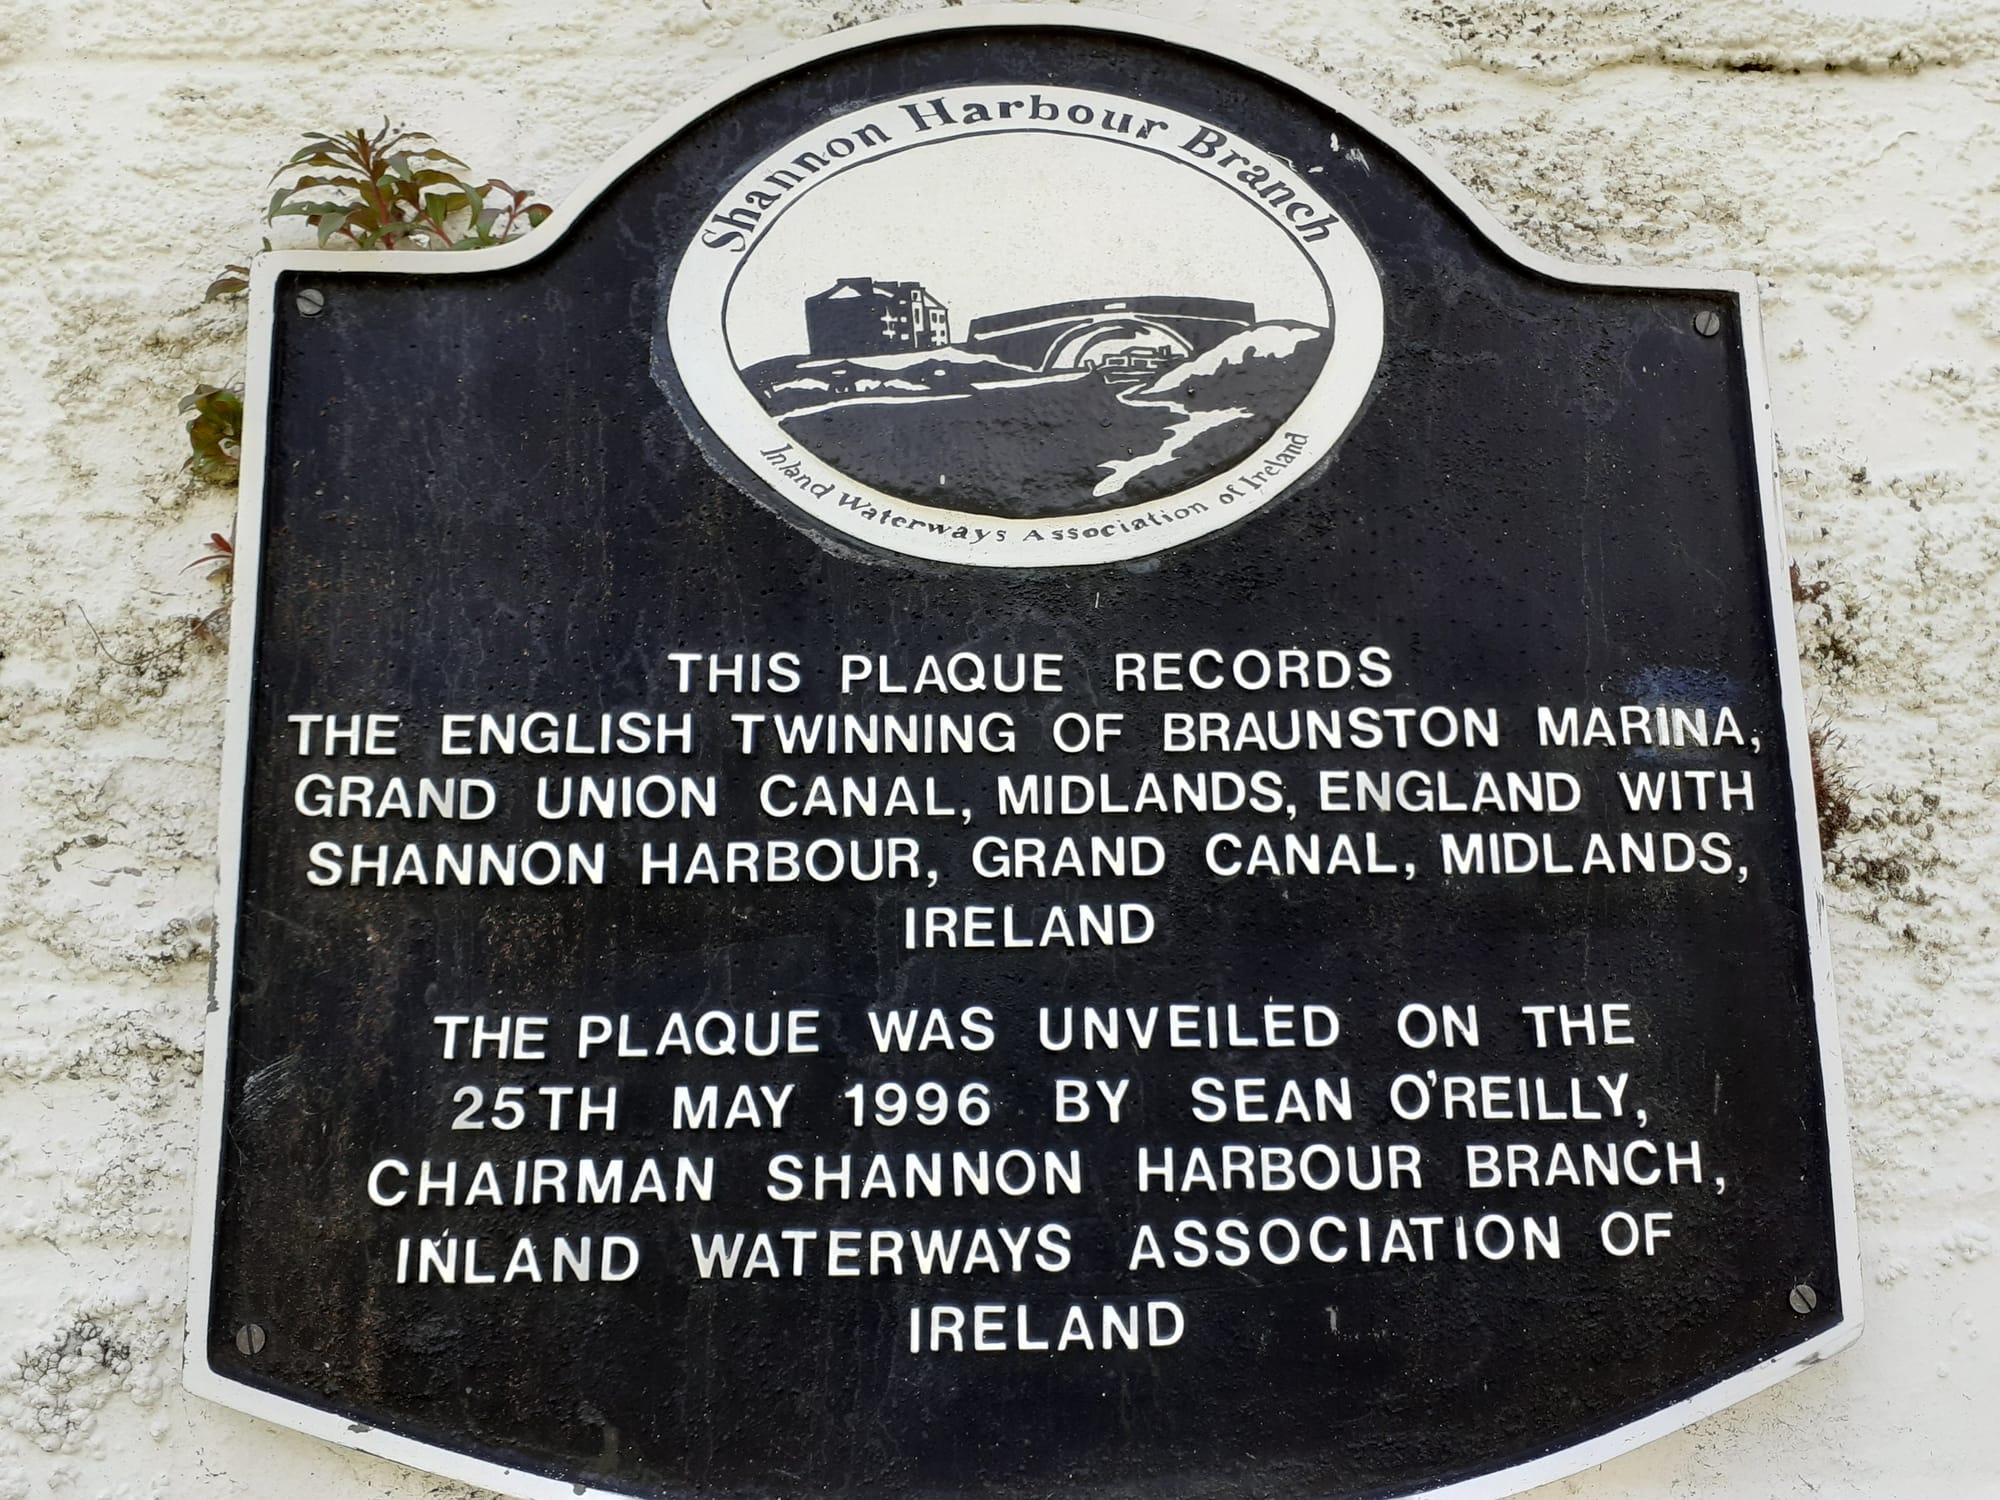 Shannon Harbour Branch
Inland Waterways Association of Ireland
THIS PLAQUE RECORDS
THE ENGLISH TWINNING OF BRAUNSTON MARINA,
GRAND UNION CANAL, MIDLANDS, ENGLAND WITH
SHANNON HARBOUR, GRAND CANAL, MIDLANDS,
IRELAND
THE PLAQUE WAS UNVEILED ON THE
25TH MAY 1996 BY SEAN O'REILLY,
CHAIRMAN SHANNON HARBOUR BRANCH,
INLAND WATERWAYS ASSOCIATION OF
IRELAND